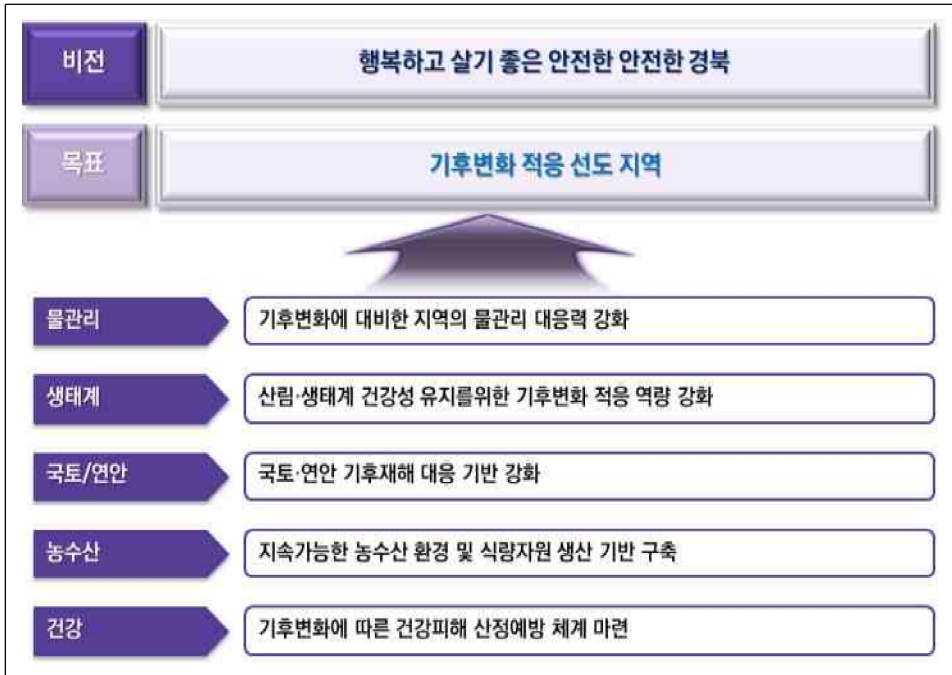 비전
행복하고 살기 좋은 안전한 안전한 경북
목표
기후변화 적응 선도 지역
물관리
기후변화에 대비한 지역의 물관리 대응력 강화
생태계
산림·생태계 건강성 유지를위한 기후변화 적응 역량 강화
국토/연안
국토·연안 기후재해 대응 기반 강화
농수산
지속가능한 농수산 환경 및 식량자원 생산 기반 구축
건강
기후변화에 따른 건강피해 산정예방 체계 마련